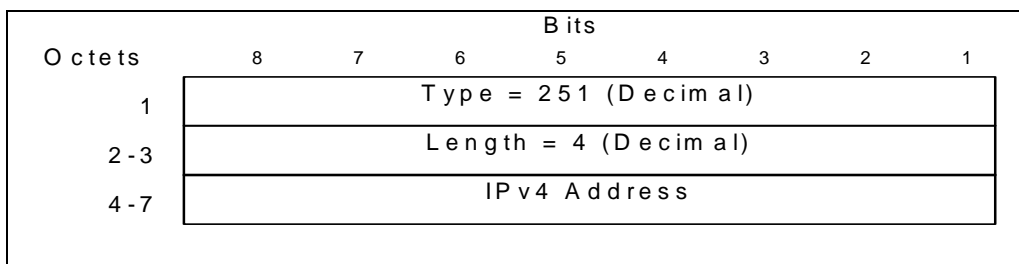 Bits
Octets 8 7 6 5 4 3 2 1
1 Type = 251 (Decimal)
2-3 Length = 4 (Decimal)
4-7 IPv4 Address